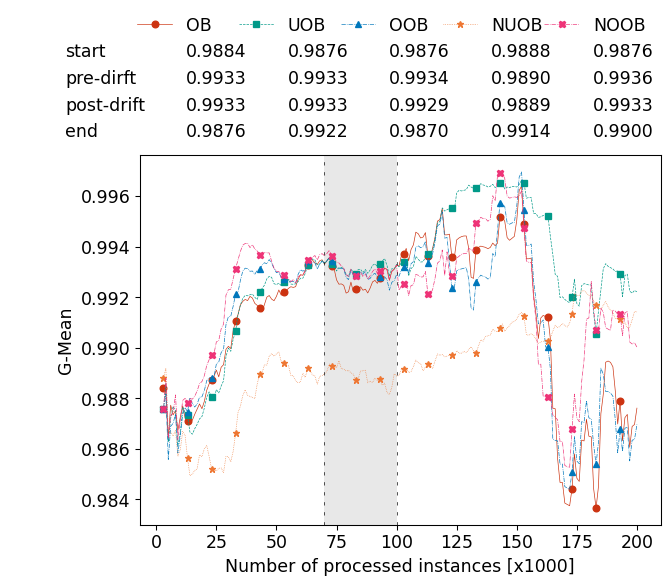 OB UOB OOB NUOB NOOB
start 0.9884 0.9876 0.9876 0.9888 0.9876
pre-dirft 0.9933 0.9933 0.9934 0.9890 0.9936
post-drift 0.9933 0.9933 0.9929 0.9889 0.9933
end 0.9876 0.9922 0.9870 0.9914 0.9900
0.996
0.994
0.992
0.990
0.988
0.986
0.984
G-Mean
0 25 50 75 100 125 150 175 200
Number of processed instances [x1000]